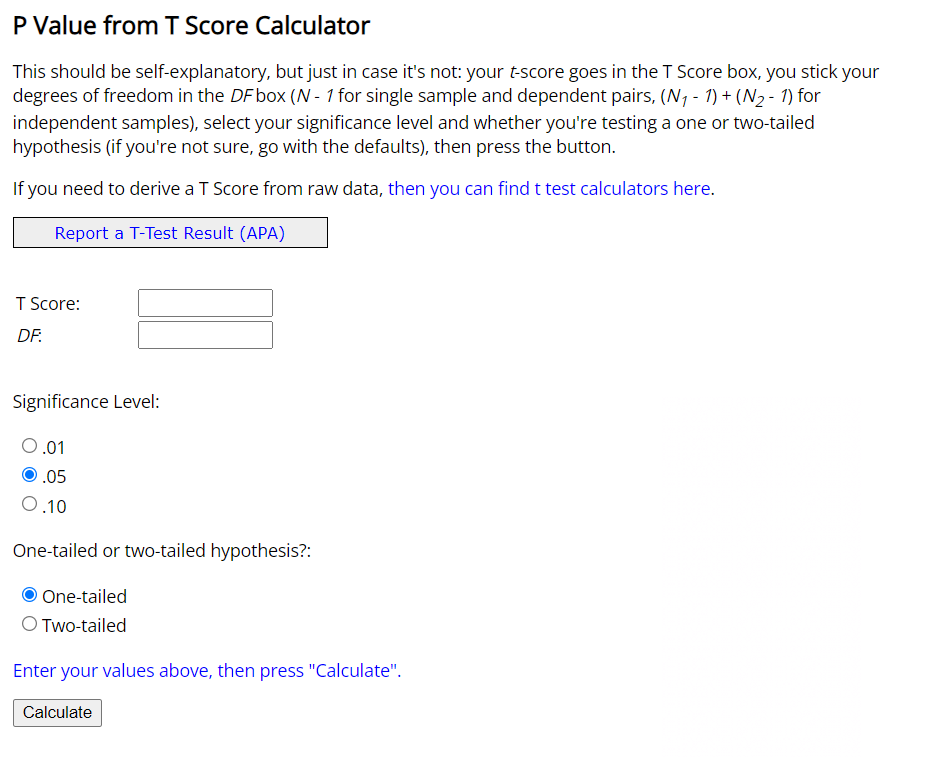 P Value from T Score Calculator
This should be self-explanatory, but just in case it's not: your t-score goes in the T Score box, you stick your
degrees of freedom in the DF box (N - 1 for single sample and dependent pairs, (N₁ - 1) + (N₂ - 1) for
independent samples), select your significance level and whether you're testing a one or two-tailed
hypothesis (if you're not sure, go with the defaults), then press the button.
If you need to derive a T Score from raw data, then you can find t test calculators here.
Report a T-Test Result (APA)
T Score:
DF:
Significance Level:
.01
.05
.10
One-tailed or two-tailed hypothesis?:
One-tailed
Two-tailed
Enter your values above, then press "Calculate".
Calculate